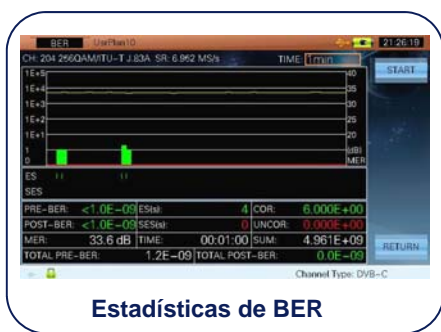 BER UsrPlan10 21:26:19
CH: 204 256QAM/ITU-T J.83A SR: 6.952 MS/s TIME: 1min START
1E+5 40
1E+4 35
1E+3 30
1E+2 25
1E+1 20
1 (dB)
0 MER
ES
SES
PRE-BER: <1.0E-09 ES(s): 4 COR: 6.000E+00
POST-BER: <1.0E-09 SES(s): 0 UNCOR: 0.000E+00
MER: 33.6 dB TIME: 00:01:00 SUM: 4.961E+09
TOTAL PRE-BER: 1.2E-09 TOTAL POST-BER: 0.0E-09
RETURN
Channel Type: DVB-C
Estadísticas de BER